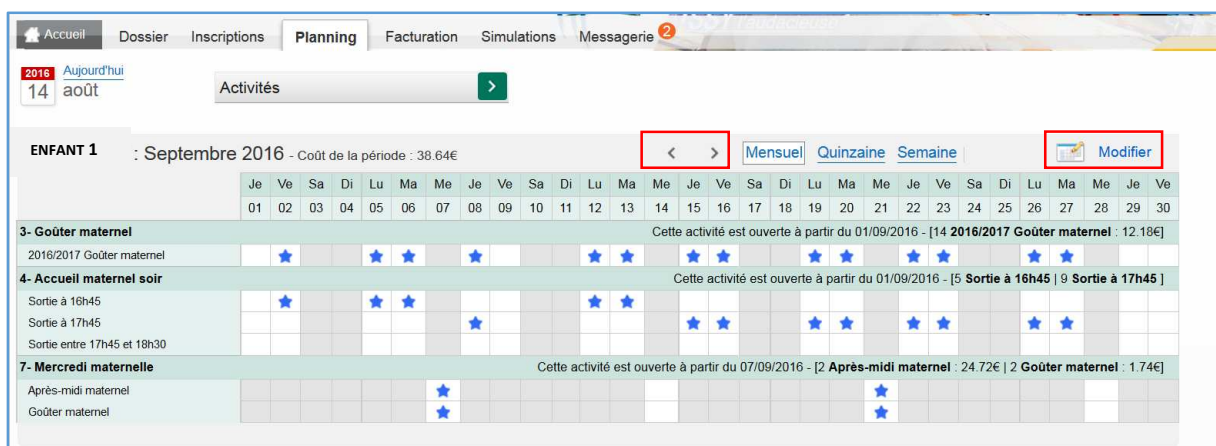 Accueil Dossier Inscriptions Planning Facturation Simulations Messagerie 2
2016 Aujourd'hui
14 août Activités >
ENFANT 1 : Septembre 2016 - Coût de la période : 38.64€ < > Mensuel Quinzaine Semaine Modifier
Je Ve Sa Di Lu Ma Me Je Ve Sa Di Lu Ma Me Je Ve Sa Di Lu Ma Me Je Ve Sa Di Lu Ma Me Je Ve
01 02 03 04 05 06 07 08 09 10 11 12 13 14 15 16 17 18 19 20 21 22 23 24 25 26 27 28 29 30
3- Goûter maternel Cette activité est ouverte à partir du 01/09/2016 - [14 2016/2017 Goûter maternel : 12.18€]
2016/2017 Goûter maternel
4- Accueil maternel soir Cette activité est ouverte à partir du 01/09/2016 - [5 Sortie à 16h45 | 9 Sortie à 17h45 ]
Sortie à 16h45
Sortie à 17h45
Sortie entre 17h45 et 18h30
7- Mercredi maternelle Cette activité est ouverte à partir du 07/09/2016 - [2 Après-midi maternel : 24.72€ | 2 Goûter maternel : 1.74€]
Après-midi maternel
Goûter maternel